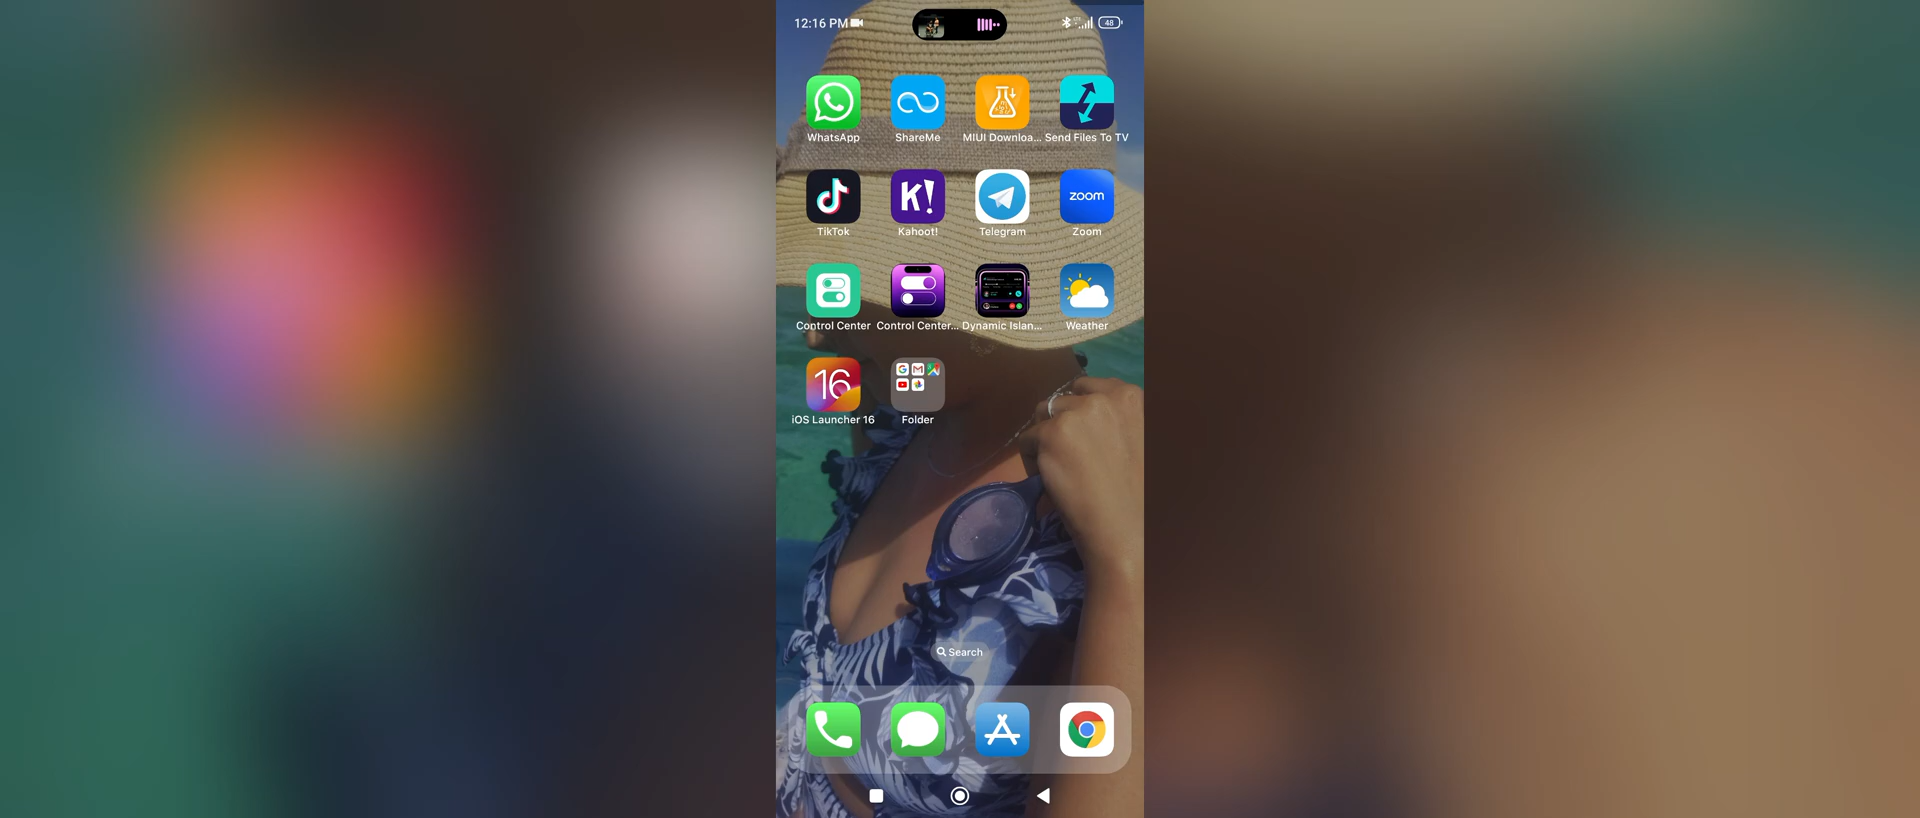 12:16 PM 48
WhatsApp ShareMe MIUI Downloa... Send Files To TV
K! zoom
TikTok Kahoot! Telegram Zoom
Control Center Control Center... Dynamic Islan... Weather
16
iOS Launcher 16 Folder
Search